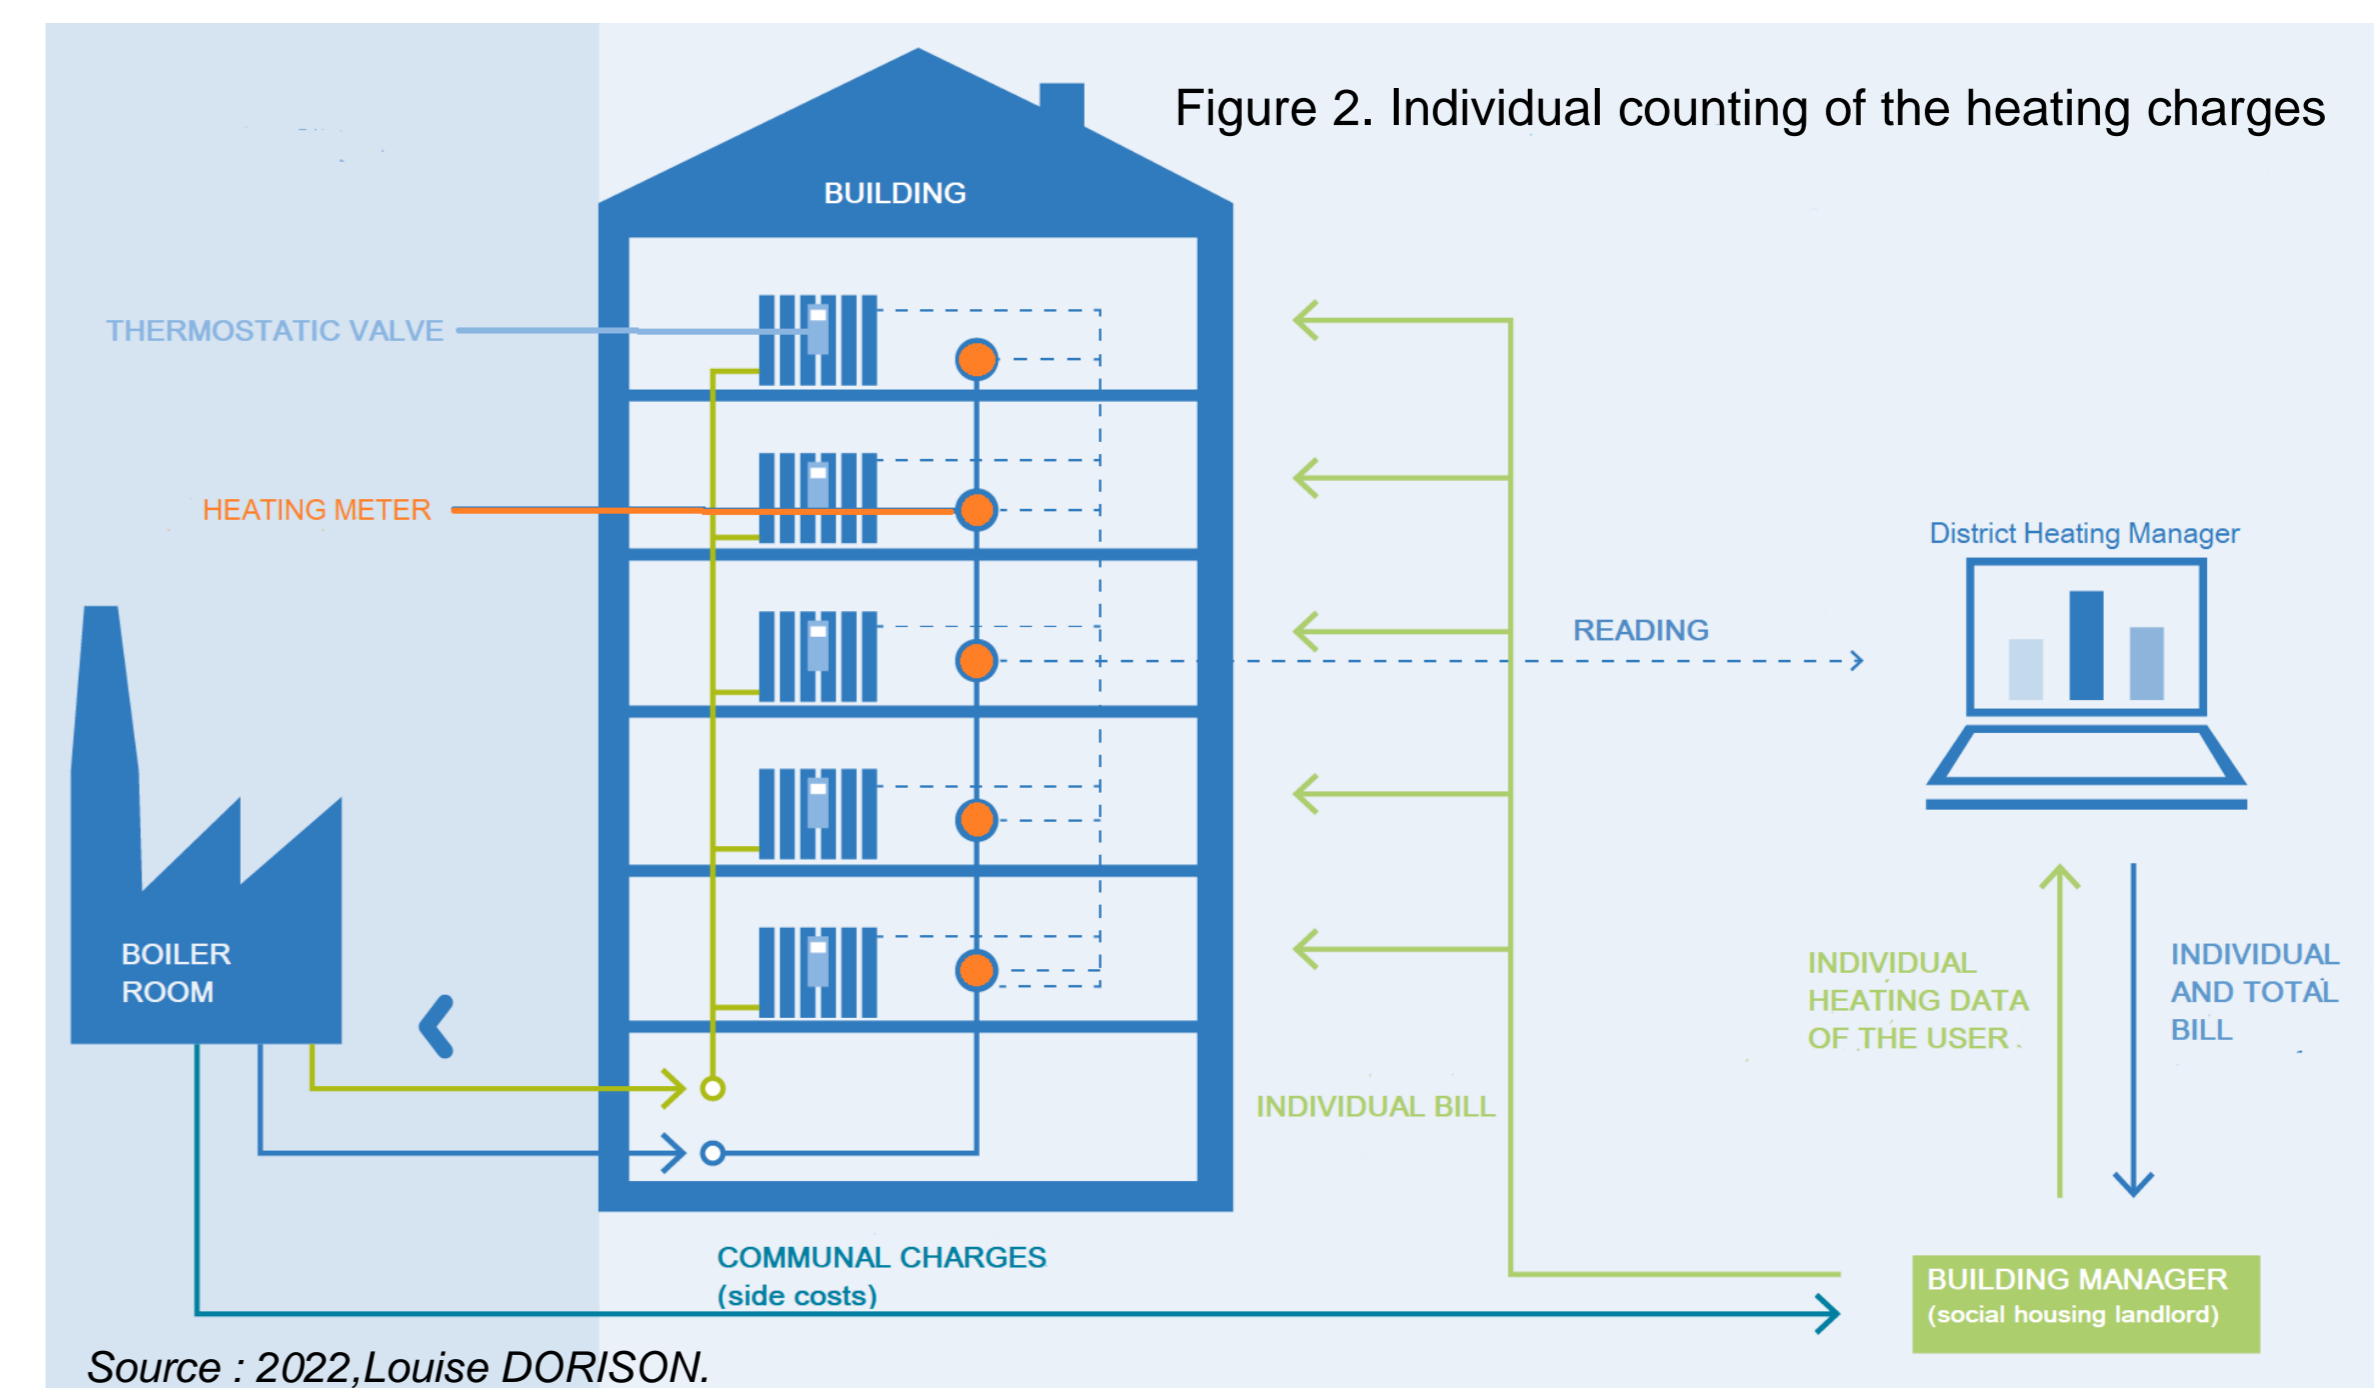 Figure 2. Individual counting of the heating charges
BUILDING
THERMOSTATIC VALVE
HEATING METER
District Heating Manager
READING
BOILER
ROOM
INDIVIDUAL
HEATING DATA
OF THE USER
INDIVIDUAL
AND TOTAL
BILL
INDIVIDUAL BILL
COMMUNAL CHARGES
(side costs)
BUILDING MANAGER
(social housing landlord)
Source : 2022,Louise DORISON.